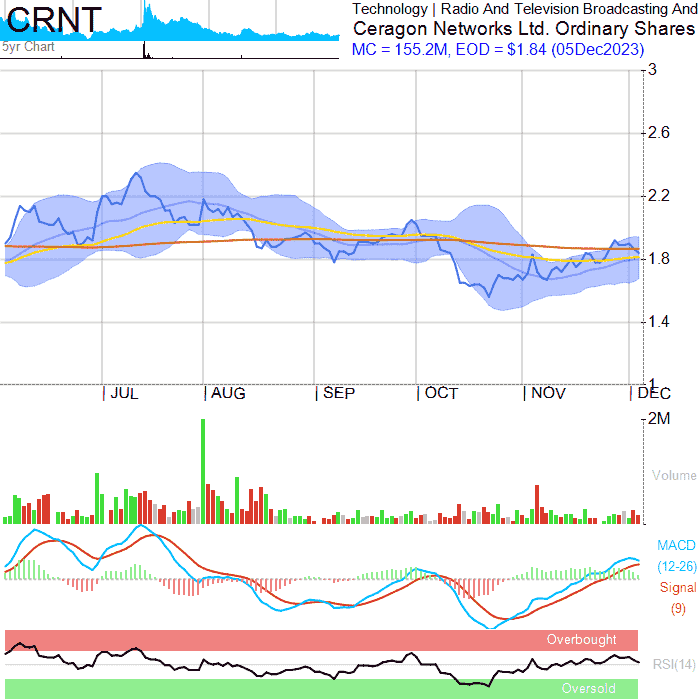 CRNT
5yr Chart
Technology | Radio And Television Broadcasting And
Ceragon Networks Ltd. Ordinary Shares
MC = 155.2M, EOD = $1.84 (05Dec2023)
3
2.6
2.2
1.8
1.4
1
JUL AUG SEP OCT NOV DEC
2M
Volume
MACD
(12-26)
Signal
(9)
Overbought
RSI(14)
Oversold